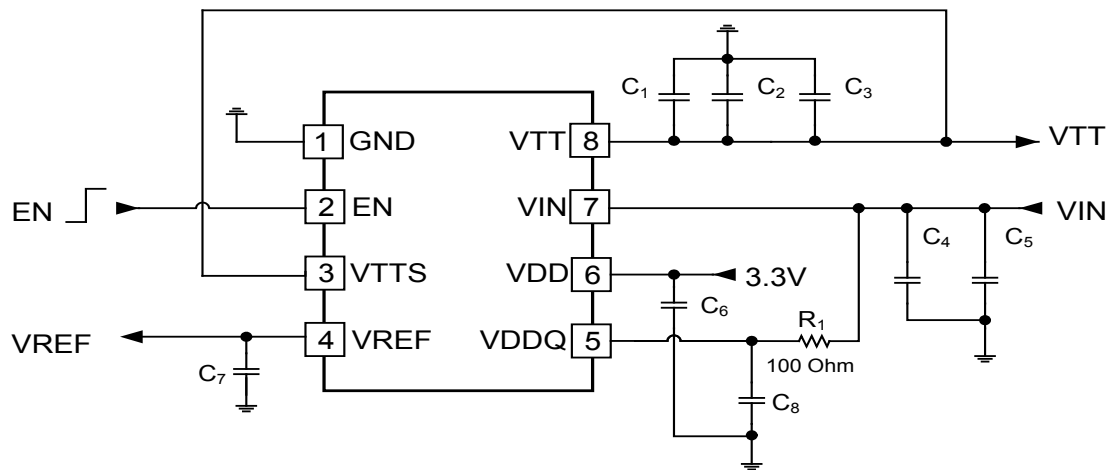 C1
C2
C3
1 GND
VTT 8
VTT
EN
2 EN
VIN 7
VIN
C4
C5
3 VTTS
VDD 6
3.3V
C6
R1
VREF
4 VREF
VDDQ 5
100 Ohm
C7
C8